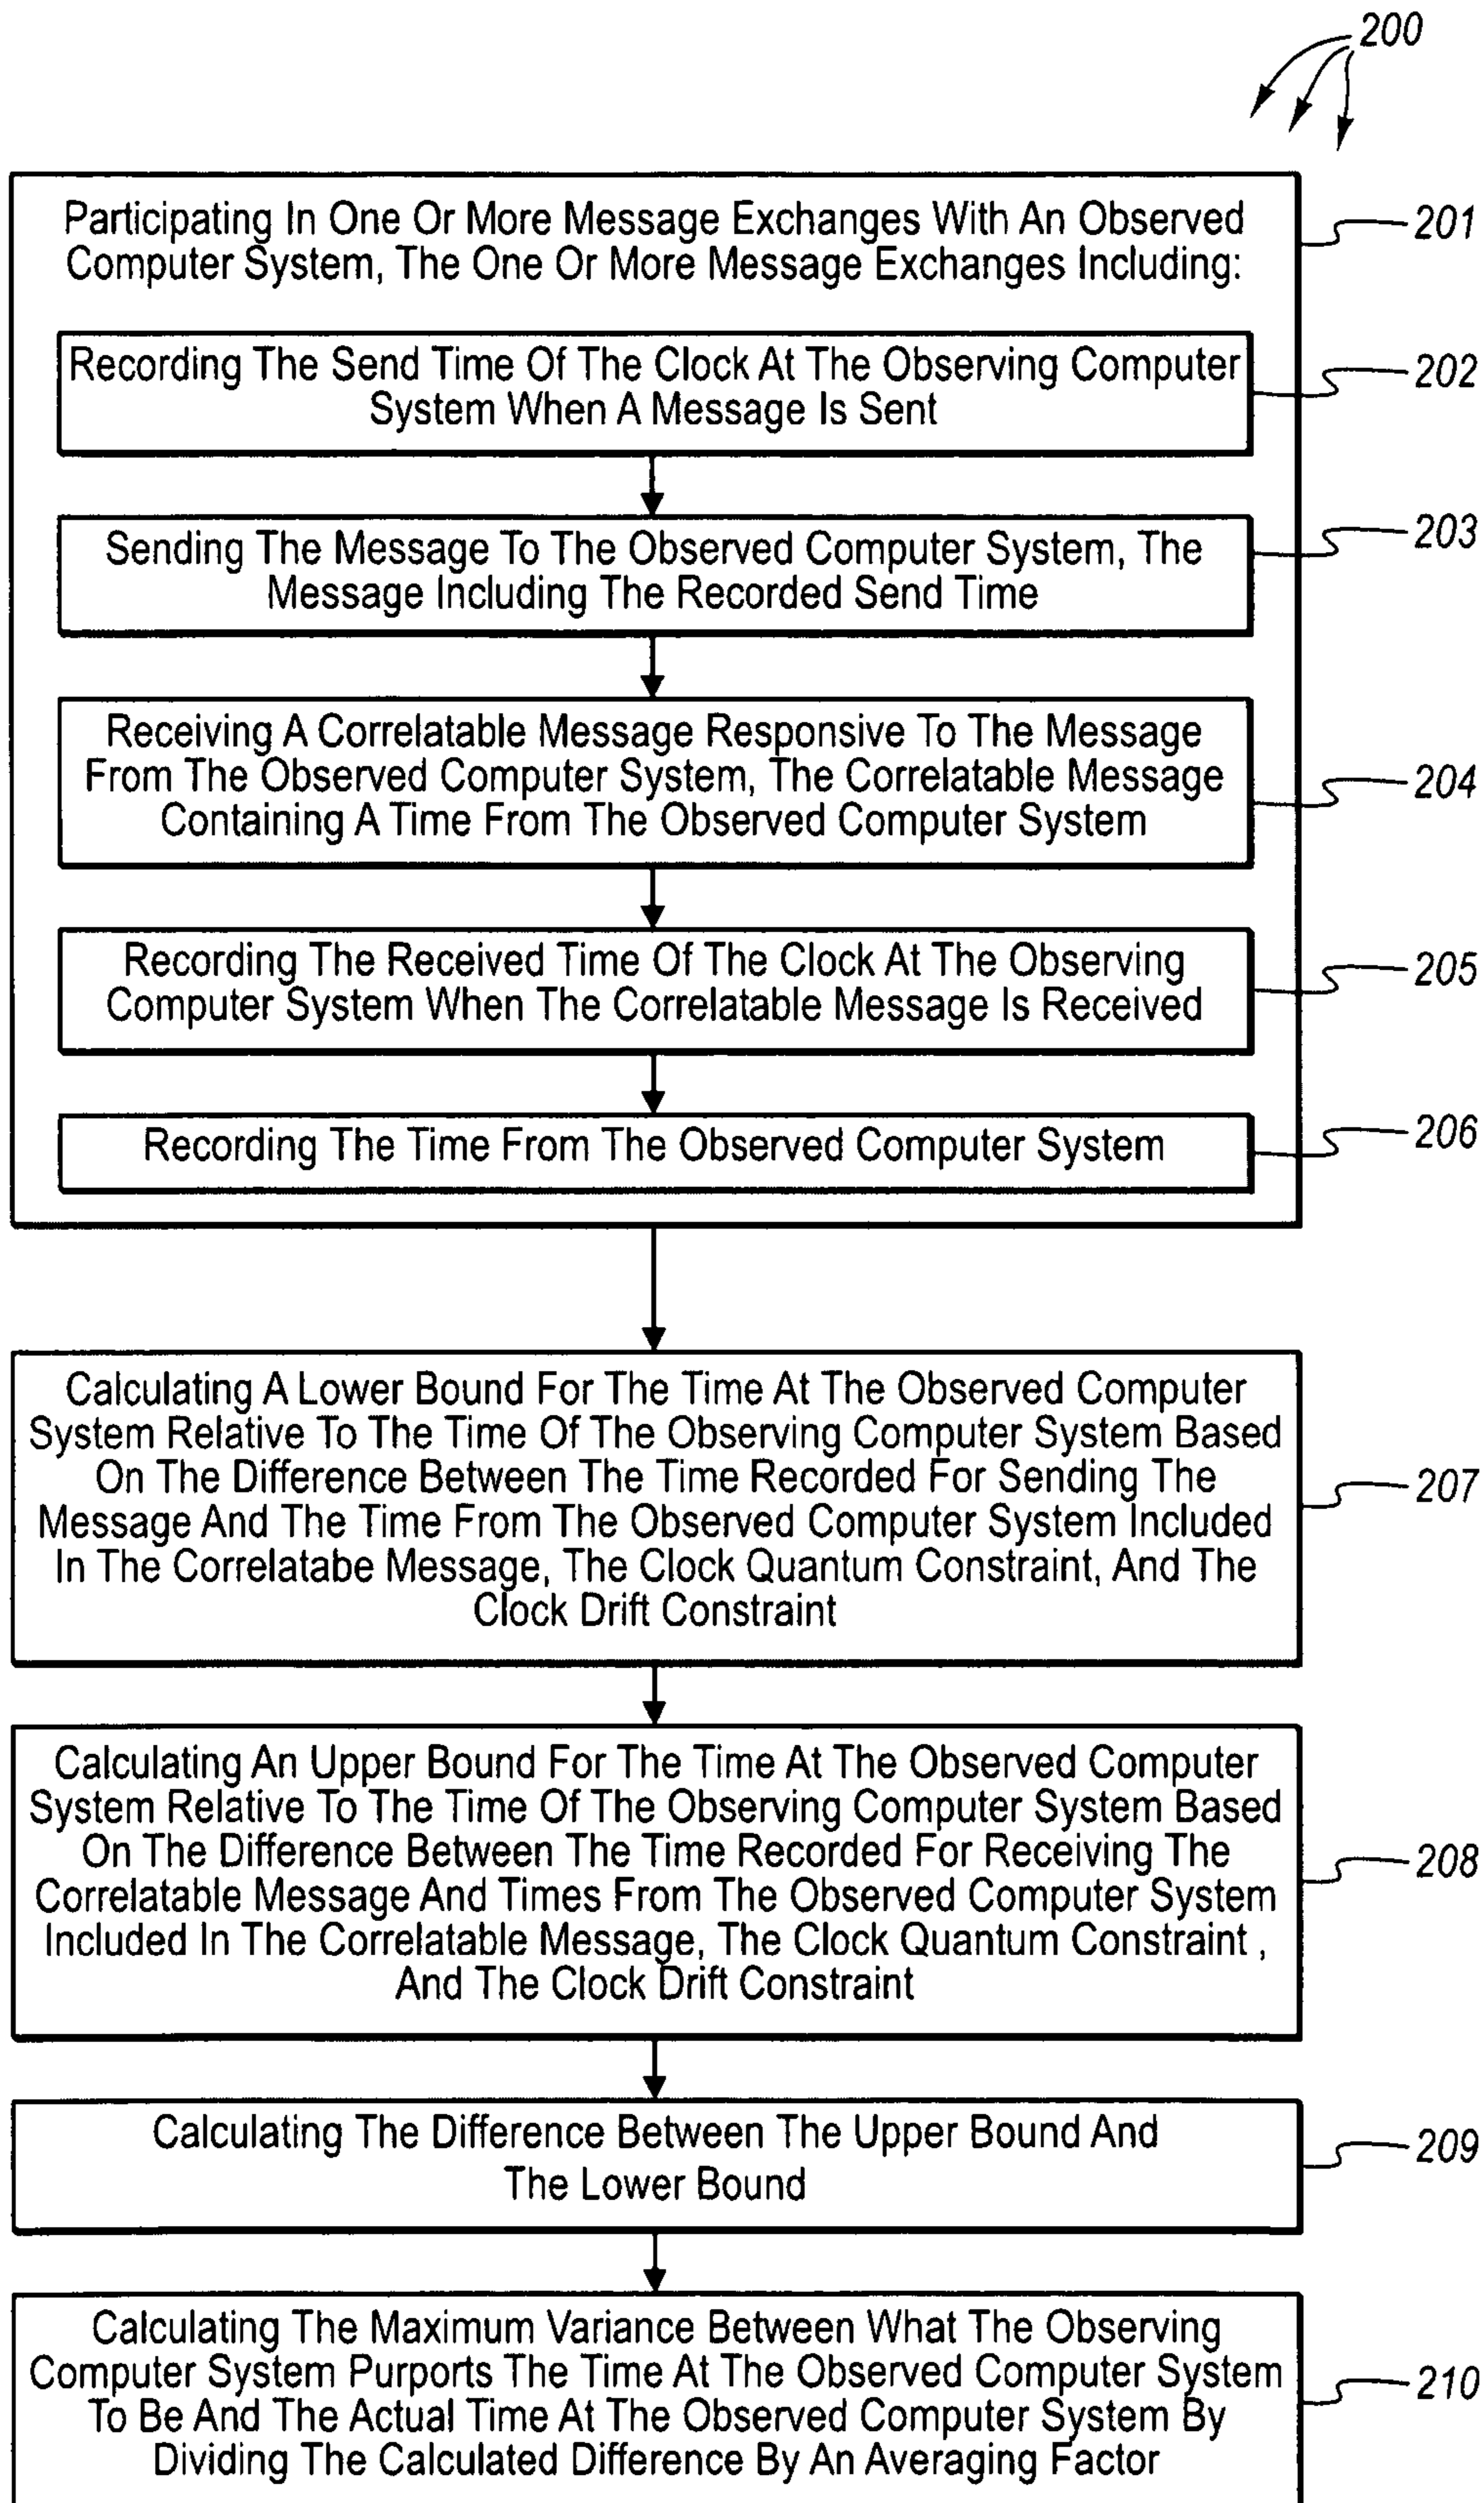 200
Participating In One Or More Message Exchanges With An Observed
Computer System, The One Or More Message Exchanges Including:
201
Recording The Send Time Of The Clock At The Observing Computer
System When A Message Is Sent
202
Sending The Message To The Observed Computer System, The
Message Including The Recorded Send Time
203
Receiving A Correlatable Message Responsive To The Message
From The Observed Computer System, The Correlatable Message
Containing A Time From The Observed Computer System
204
Recording The Received Time Of The Clock At The Observing
Computer System When The Correlatable Message Is Received
205
Recording The Time From The Observed Computer System
206
Calculating A Lower Bound For The Time At The Observed Computer
System Relative To The Time Of The Observing Computer System Based
On The Difference Between The Time Recorded For Sending The
Message And The Time From The Observed Computer System Included
In The Correlatabe Message, The Clock Quantum Constraint, And The
Clock Drift Constraint
207
Calculating An Upper Bound For The Time At The Observed Computer
System Relative To The Time Of The Observing Computer System Based
On The Difference Between The Time Recorded For Receiving The
Correlatable Message And Times From The Observed Computer System
Included In The Correlatable Message, The Clock Quantum Constraint ,
And The Clock Drift Constraint
208
Calculating The Difference Between The Upper Bound And
The Lower Bound
209
Calculating The Maximum Variance Between What The Observing
Computer System Purports The Time At The Observed Computer System
To Be And The Actual Time At The Observed Computer System By
Dividing The Calculated Difference By An Averaging Factor
210